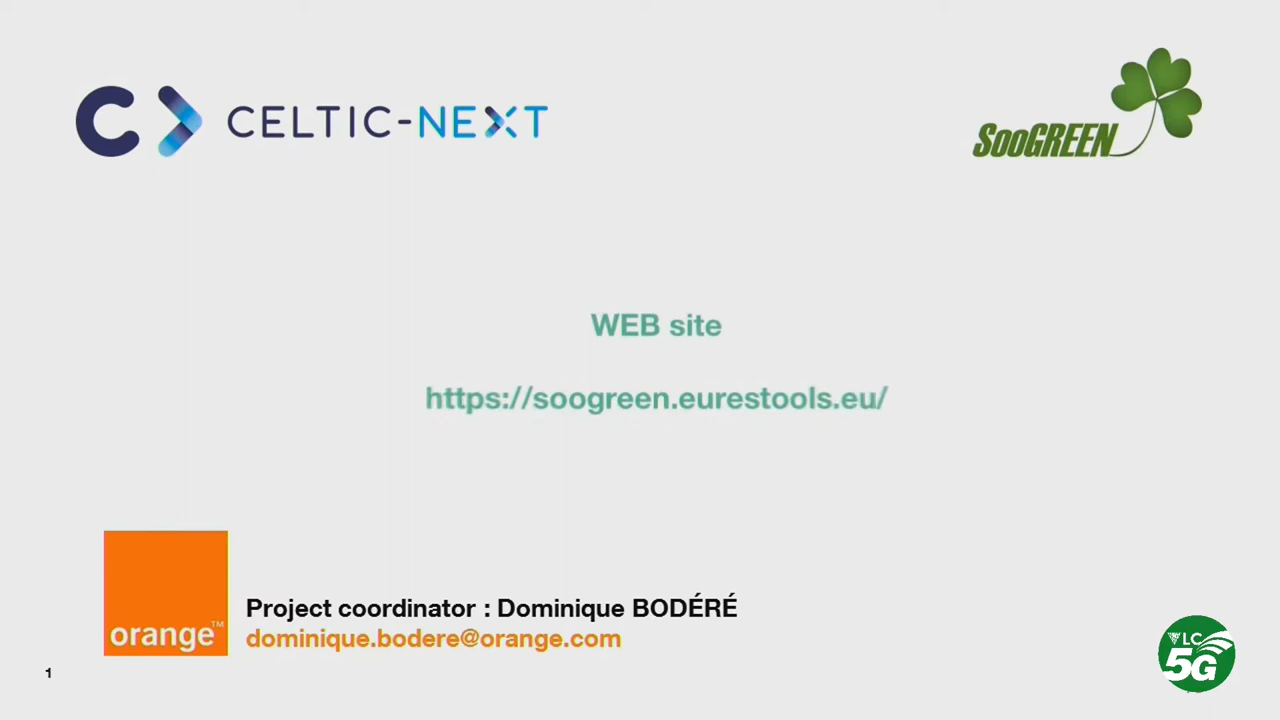 CELTIC-NEXT
SooGREEN
WEB site
https://soogreen.eurestools.eu/
orange™
Project coordinator : Dominique BODÉRÉ
dominique.bodere@orange.com
1
VLC
5G